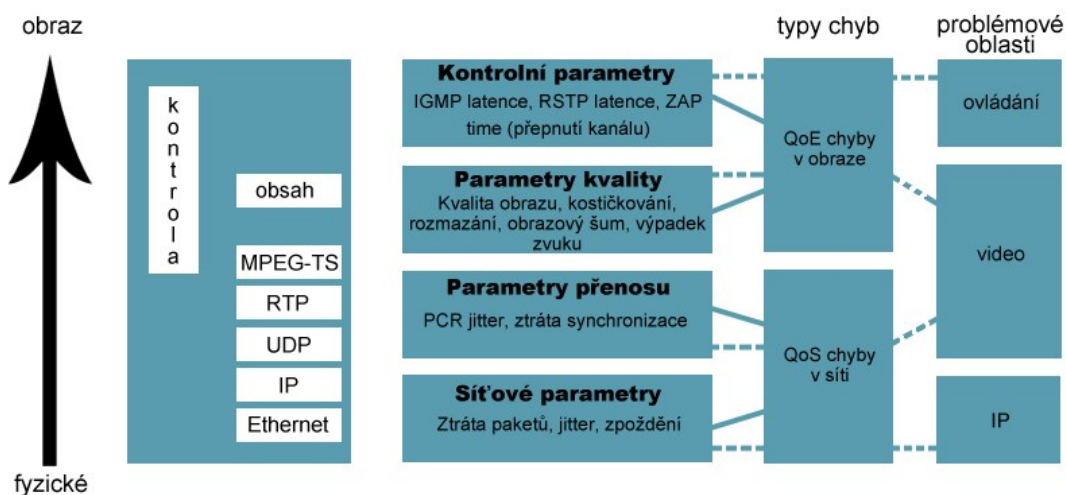 obraz
fyzické
k
o
n
t
r
o
l
a
obsah
MPEG-TS
RTP
UDP
IP
Ethernet
Kontrolní parametry
IGMP latence, RSTP latence, ZAP
time (přepnutí kanálu)
Parametry kvality
Kvalita obrazu, kostičkování,
rozmazání, obrazový šum, výpadek
zvuku
Parametry přenosu
PCR jitter, ztráta synchronizace
Síťové parametry
Ztráta paketů, jitter, zpoždění
typy chyb
QoE chyby
v obraze
QoS chyby
v síti
problémové
oblasti
ovládání
video
IP